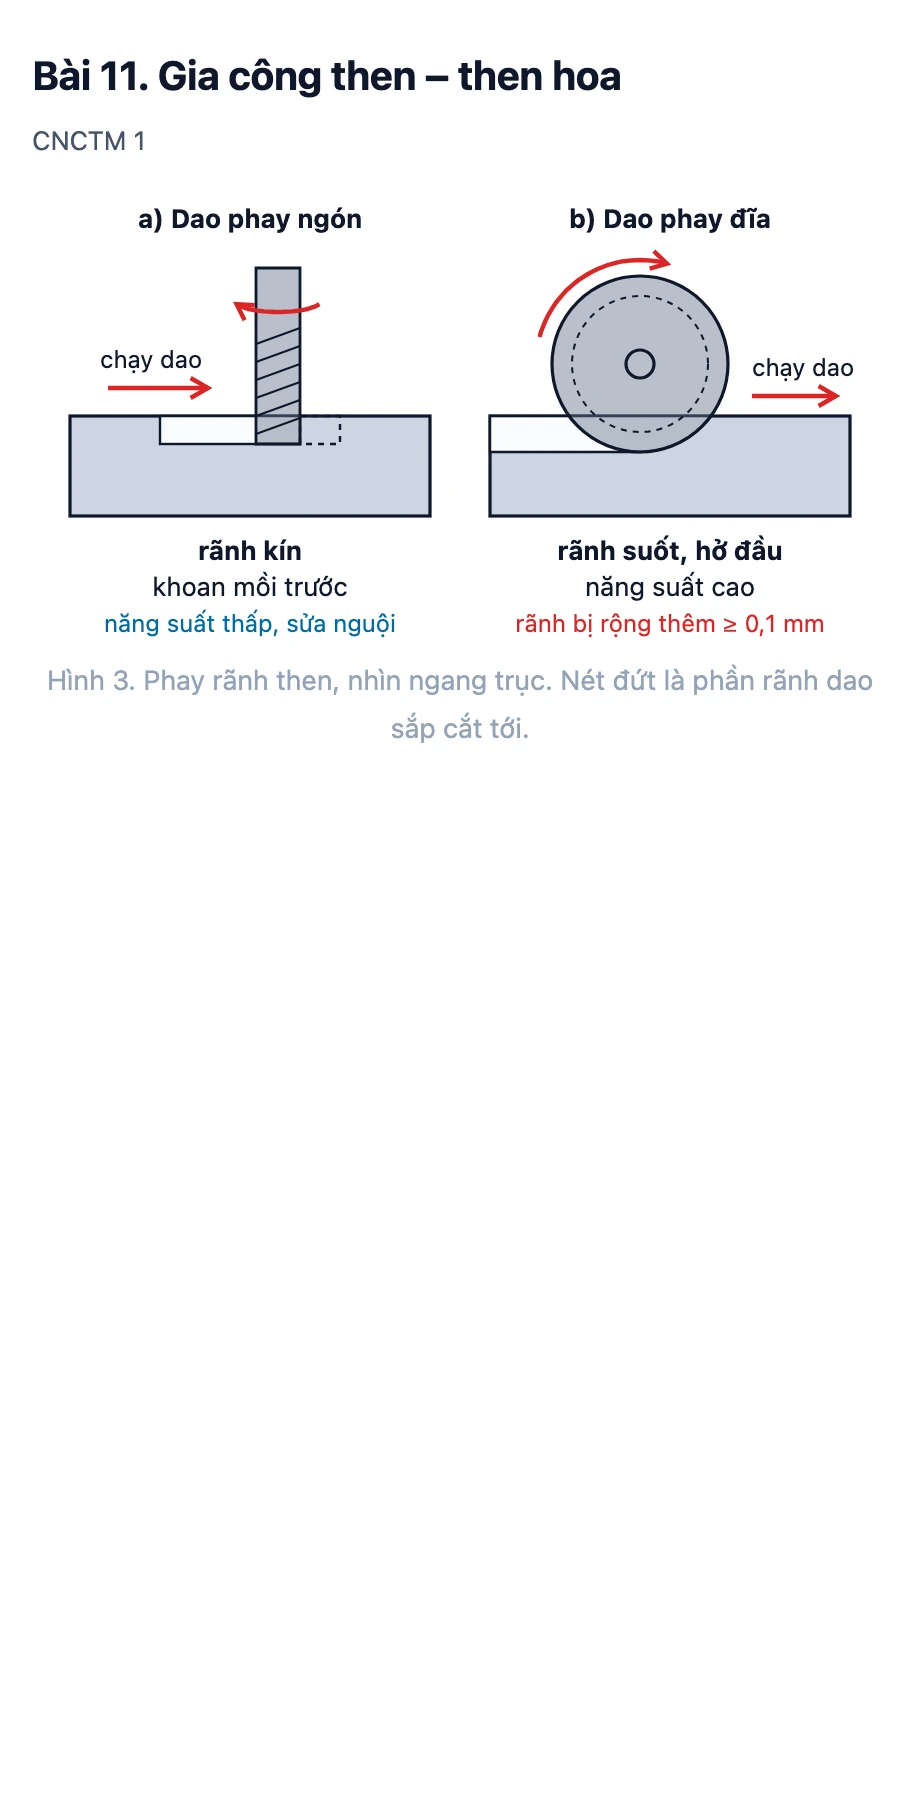 Bài 11. Gia công then – then hoa
CNCTM 1
a) Dao phay ngón
chạy dao
rãnh kín
khoan mồi trước
năng suất thấp, sửa nguội
b) Dao phay đĩa
chạy dao
rãnh suốt, hở đầu
năng suất cao
rãnh bị rộng thêm ≥ 0,1 mm
Hình 3. Phay rãnh then, nhìn ngang trục. Nét đứt là phần rãnh dao
sắp cắt tới.